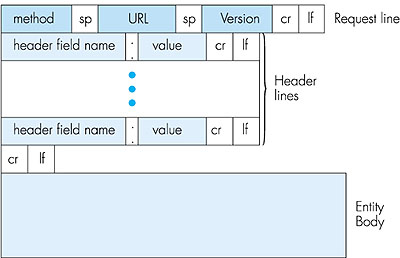 method sp URL sp Version cr lf Request line
header field name : value cr lf
Header
lines
header field name : value cr lf
cr lf
Entity
Body